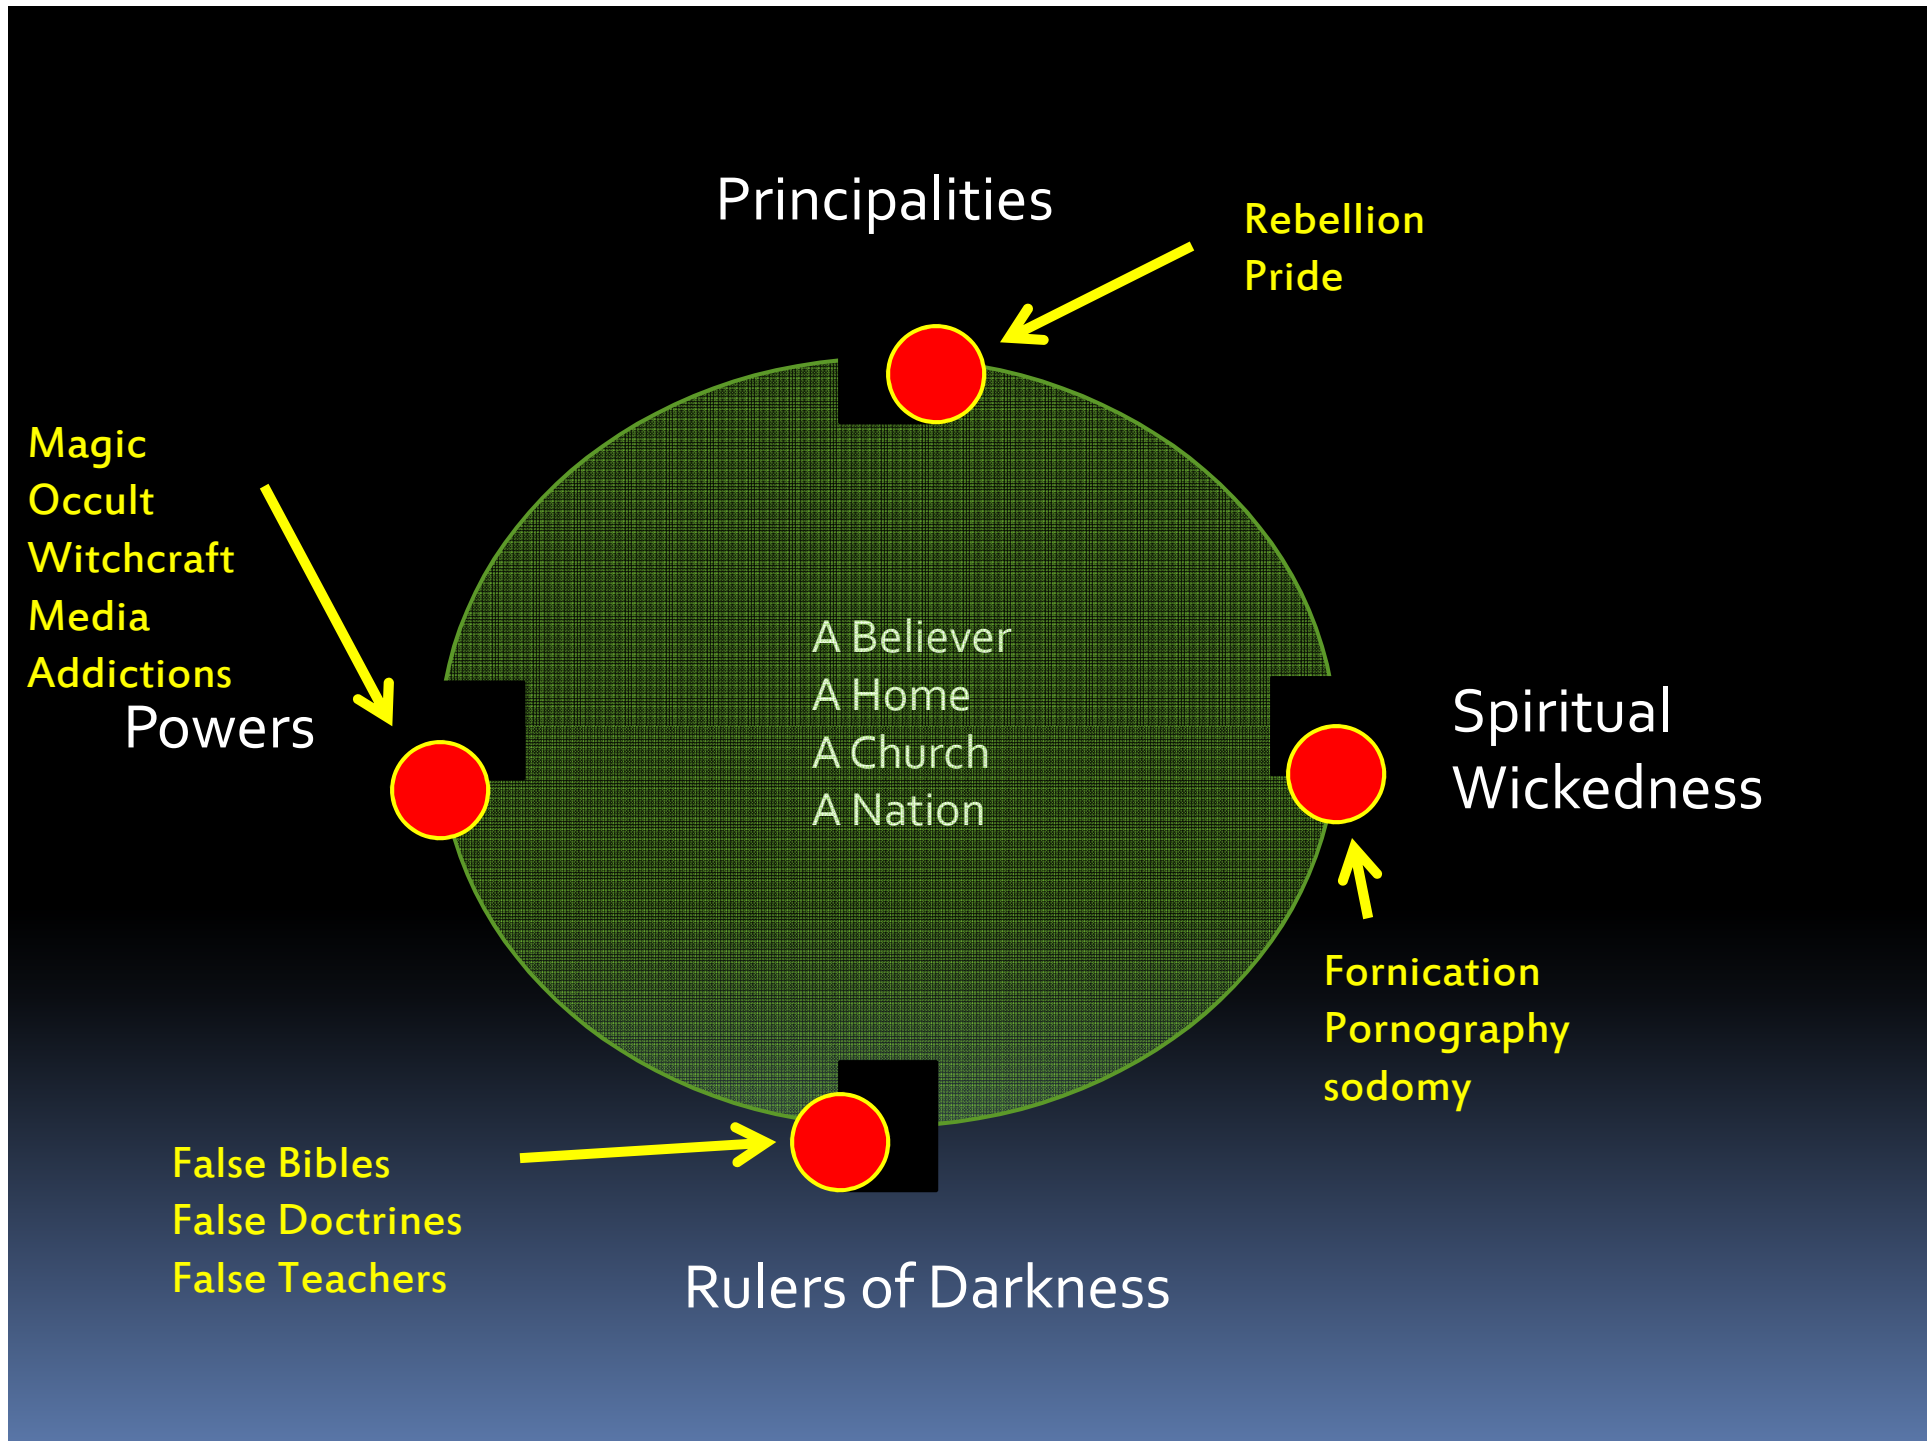 Principalities
Rebellion
Pride
Magic
Occult
Witchcraft
Media
Addictions
Powers
A Believer
A Home
A Church
A Nation
Spiritual
Wickedness
Fornication
Pornography
sodomy
False Bibles
False Doctrines
False Teachers
Rulers of Darkness